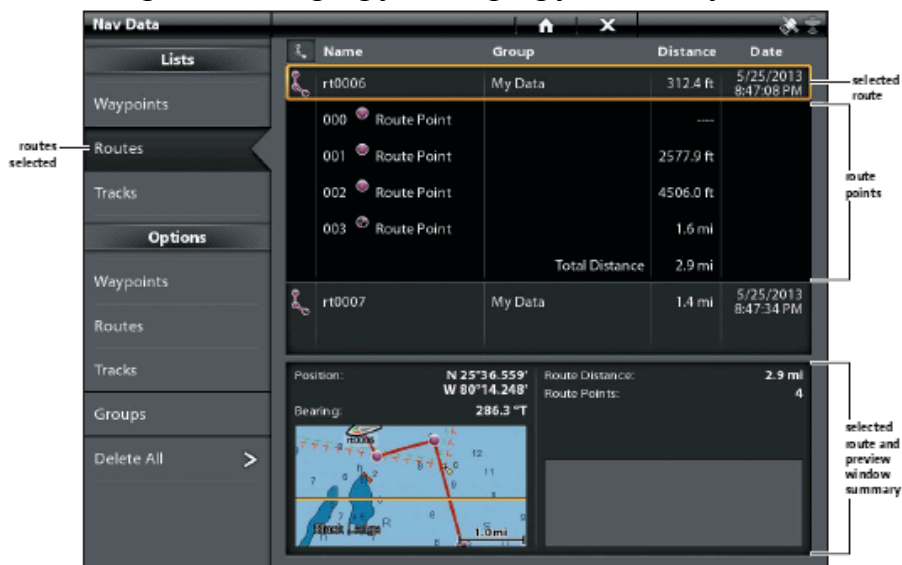 Nav Data
X
Lists
Waypoints
Routes
Tracks
Options
Waypoints
Routes
Tracks
Groups
Delete All >
Name Group Distance Date
rt0006 My Data 312.4 ft 5/25/2013
8:47:08 PM
000 Route Point ----
001 Route Point 2577.9 ft
002 Route Point 4506.0 ft
003 Route Point 1.6 mi
Total Distance 2.9 mi
rt0007 My Data 1.4 mi 5/25/2013
8:47:34 PM
Position: N 25°36.559'
W 80°14.248'
Bearing: 286.3 °T
Route Distance: 2.9 mi
Route Points: 4
rt0006
12
11
7
8
R
1.0mi
routes
selected
selected
route
route
points
selected
route and
preview
window
summary